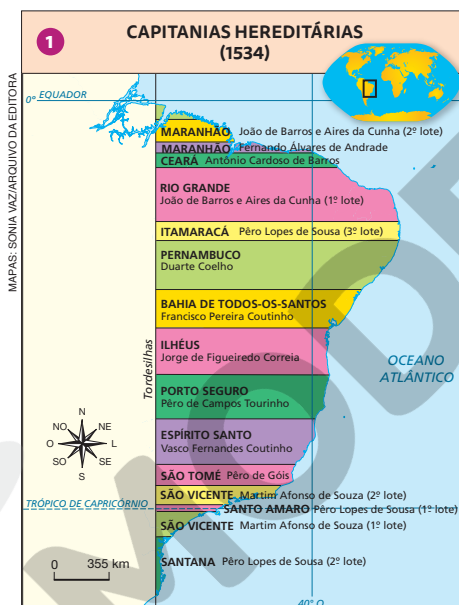 1
CAPITANIAS HEREDITÁRIAS
(1534)
MAPAS: SONIA VAZ/ARQUIVO DA EDITORA
0° EQUADOR
MARANHÃO João de Barros e Aires da Cunha (2º lote)
MARANHÃO Fernando Álvares de Andrade
CEARÁ Antônio Cardoso de Barros
RIO GRANDE
João de Barros e Aires da Cunha (1º lote)
ITAMARACÁ Pêro Lopes de Sousa (3º lote)
PERNAMBUCO
Duarte Coelho
BAHIA DE TODOS-OS-SANTOS
Francisco Pereira Coutinho
ILHÉUS
Jorge de Figueiredo Correia
Tordesilhas
OCEANO
ATLÂNTICO
PORTO SEGURO
Pêro de Campos Tourinho
ESPÍRITO SANTO
Vasco Fernandes Coutinho
N
NO NE
O L
SO SE
S
SÃO TOMÉ Pêro de Góis
SÃO VICENTE Martim Afonso de Souza (2º lote)
TRÓPICO DE CAPRICÓRNIO
SANTO AMARO Pêro Lopes de Sousa (1º lote)
SÃO VICENTE Martim Afonso de Souza (1º lote)
SANTANA Pêro Lopes de Sousa (2º lote)
0 355 km
40° O